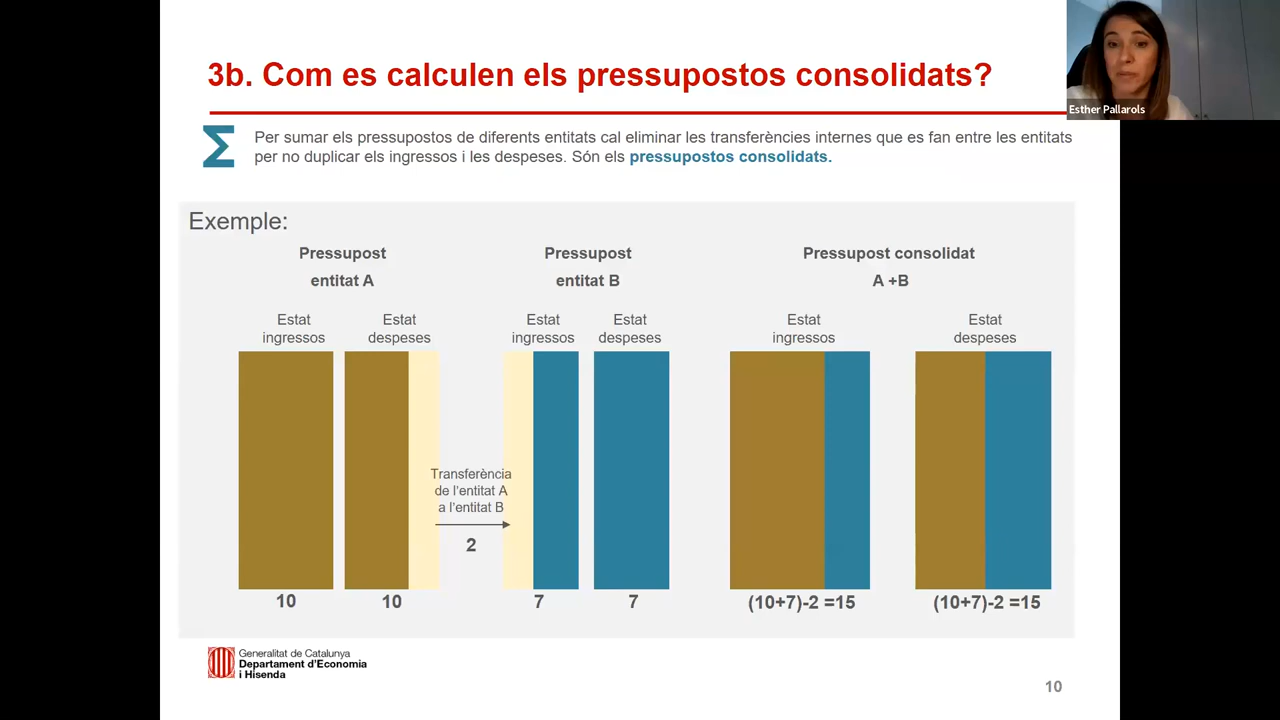 3b. Com es calculen els pressupostos consolidats?
Esther Pallarols
Σ
Per sumar els pressupostos de diferents entitats cal eliminar les transferències internes que es fan entre les entitats
per no duplicar els ingressos i les despeses. Són els pressupostos consolidats.
Exemple:
Pressupost
entitat A
Pressupost
entitat B
Pressupost consolidat
A +B
Estat
ingressos
Estat
despeses
Estat
ingressos
Estat
despeses
Estat
ingressos
Estat
despeses
Transferència
de l'entitat A
a l'entitat B
2
10
10
7
7
(10+7)-2 =15
(10+7)-2 =15
Generalitat de Catalunya
Departament d'Economia
i Hisenda
10